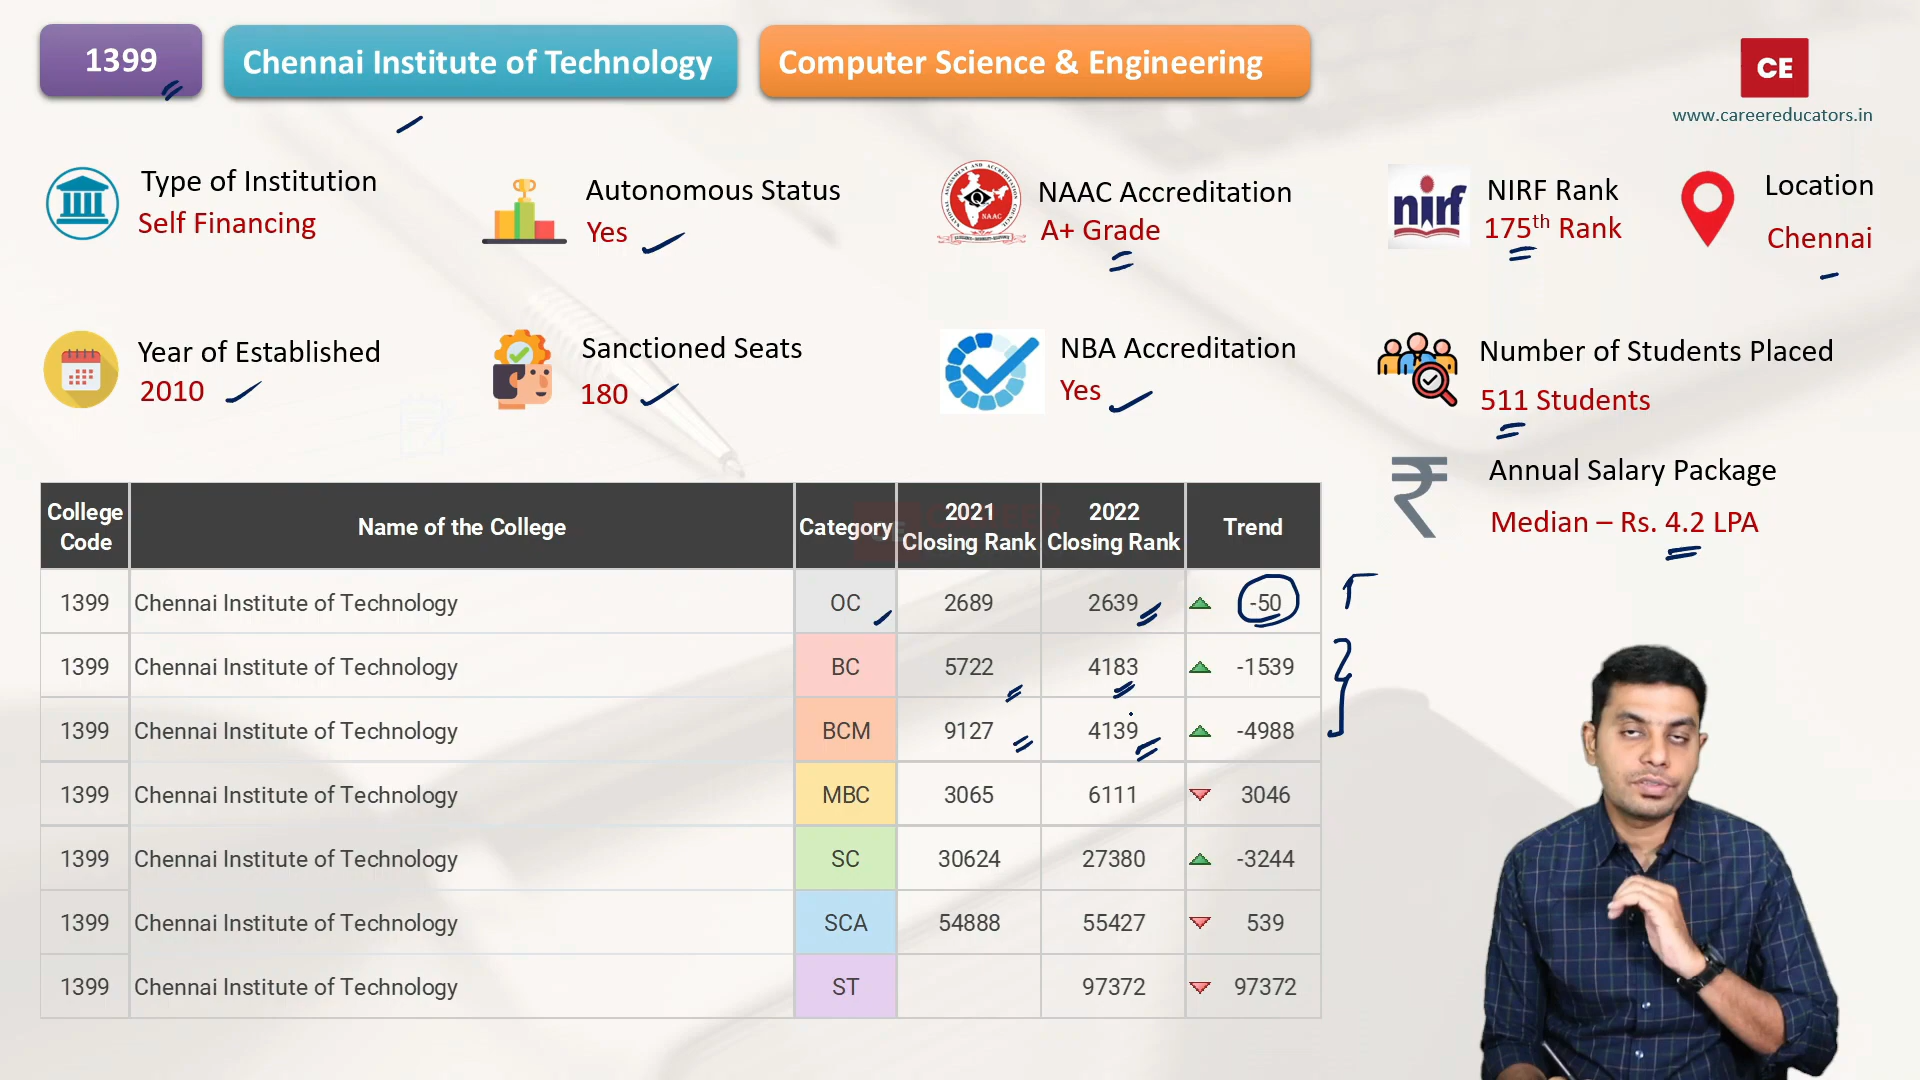 1399
Chennai Institute of Technology
Computer Science & Engineering
CE
www.careereducators.in
Type of Institution
Self Financing
Autonomous Status
Yes
NAAC Accreditation
A+ Grade
nirf
NIRF Rank
175th Rank
Location
Chennai
Year of Established
2010
Sanctioned Seats
180
NBA Accreditation
Yes
Number of Students Placed
511 Students
Annual Salary Package
Median – Rs. 4.2 LPA
College Code Name of the College Category 2021 Closing Rank 2022 Closing Rank Trend
1399 Chennai Institute of Technology OC 2689 2639 -50
1399 Chennai Institute of Technology BC 5722 4183 -1539
1399 Chennai Institute of Technology BCM 9127 4139 -4988
1399 Chennai Institute of Technology MBC 3065 6111 3046
1399 Chennai Institute of Technology SC 30624 27380 -3244
1399 Chennai Institute of Technology SCA 54888 55427 539
1399 Chennai Institute of Technology ST 97372 97372